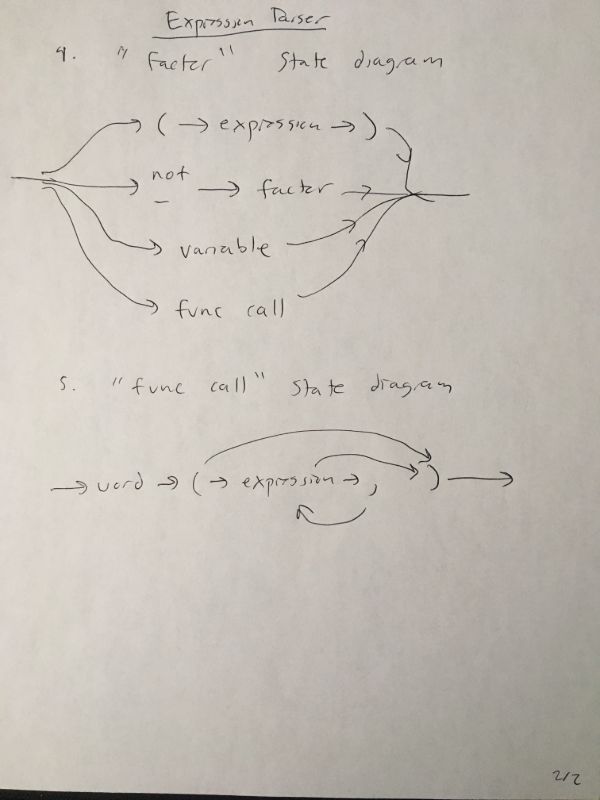 Expression Parser
4. "factor" State diagram
( → expression → )
not
- → factor →
variable
func call
5. "func call" State diagram
→ word → ( → expression → , ) →
2/2